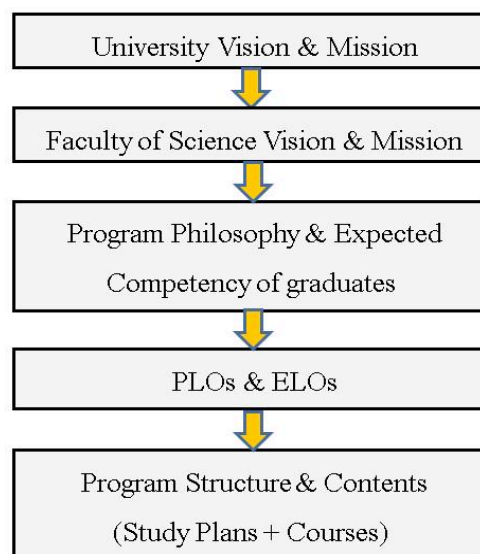 University Vision & Mission
Faculty of Science Vision & Mission
Program Philosophy & Expected
Competency of graduates
PLOs & ELOs
Program Structure & Contents
(Study Plans + Courses)